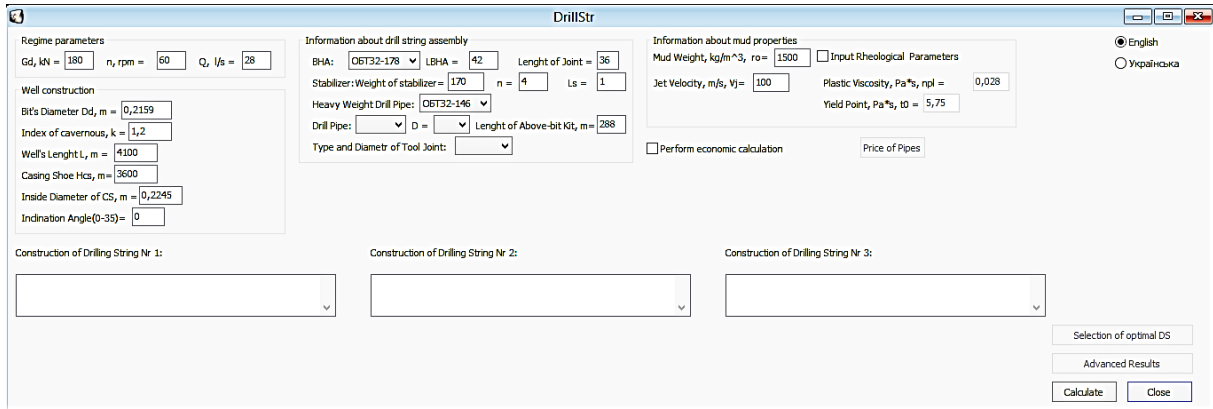 DrillStr
Regime parameters
Gd, kN = 180 n, rpm = 60 Q, l/s = 28
Well construction
Bit's Diameter Dd, m = 0,2159
Index of cavernous, k = 1,2
Well's Lenght L, m = 4100
Casing Shoe Hcs, m= 3600
Inside Diameter of CS, m = 0,2245
Inclination Angle(0-35)= 0
Information about drill string assembly
BHA: ОБТ32-178 LBHA = 42 Lenght of Joint = 36
Stabilizer: Weight of stabilizer= 170 n = 4 Ls = 1
Heavy Weight Drill Pipe: ОБТ32-146
Drill Pipe: D = Lenght of Above-bit Kit, m= 288
Type and Diametr of Tool Joint:
Information about mud properties
Mud Weight, kg/m^3, ro= 1500 Input Rheological Parameters
Jet Velocity, m/s, Vj= 100 Plastic Viscosity, Pa*s, npl = 0,028
Yield Point, Pa*s, t0 = 5,75
Perform economic calculation Price of Pipes
English
Українська
Construction of Drilling String Nr 1:
Construction of Drilling String Nr 2:
Construction of Drilling String Nr 3:
Selection of optimal DS
Advanced Results
Calculate Close